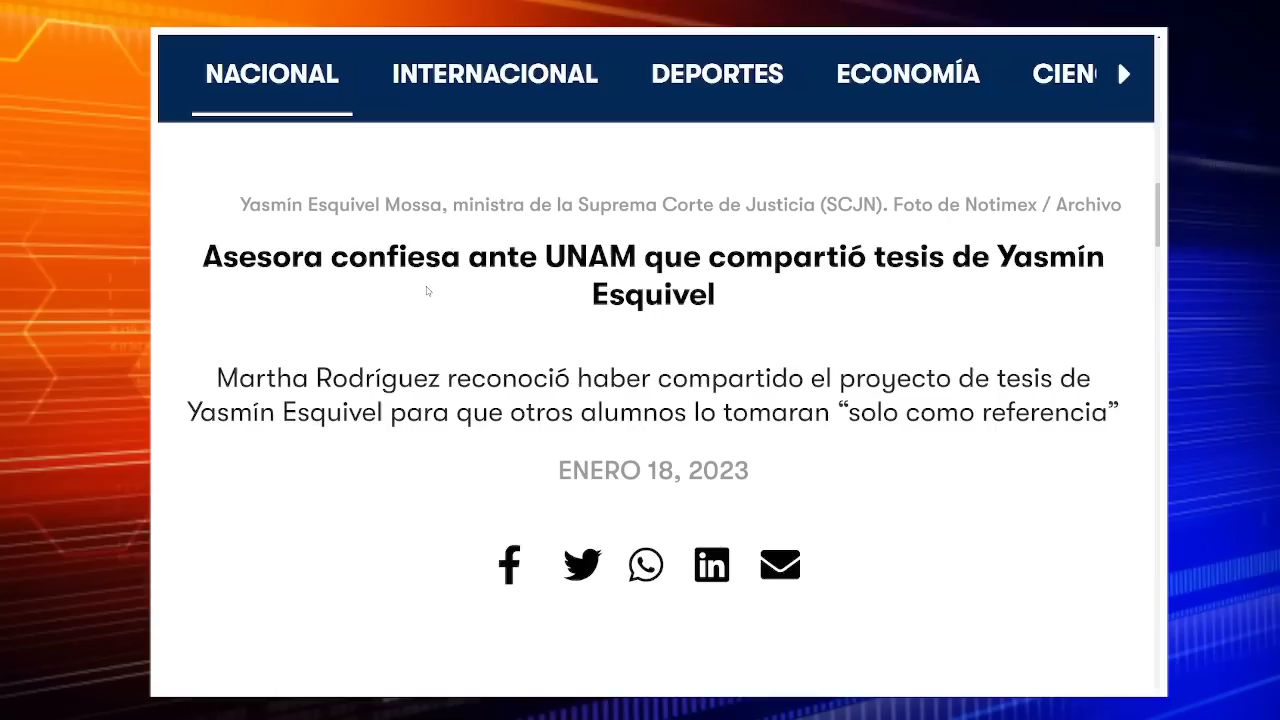 NACIONAL INTERNACIONAL DEPORTES ECONOMÍA CIEN
Yasmín Esquivel Mossa, ministra de la Suprema Corte de Justicia (SCJN). Foto de Notimex / Archivo
Asesora confiesa ante UNAM que compartió tesis de Yasmín
Esquivel
Martha Rodríguez reconoció haber compartido el proyecto de tesis de
Yasmín Esquivel para que otros alumnos lo tomaran “solo como referencia”
ENERO 18, 2023